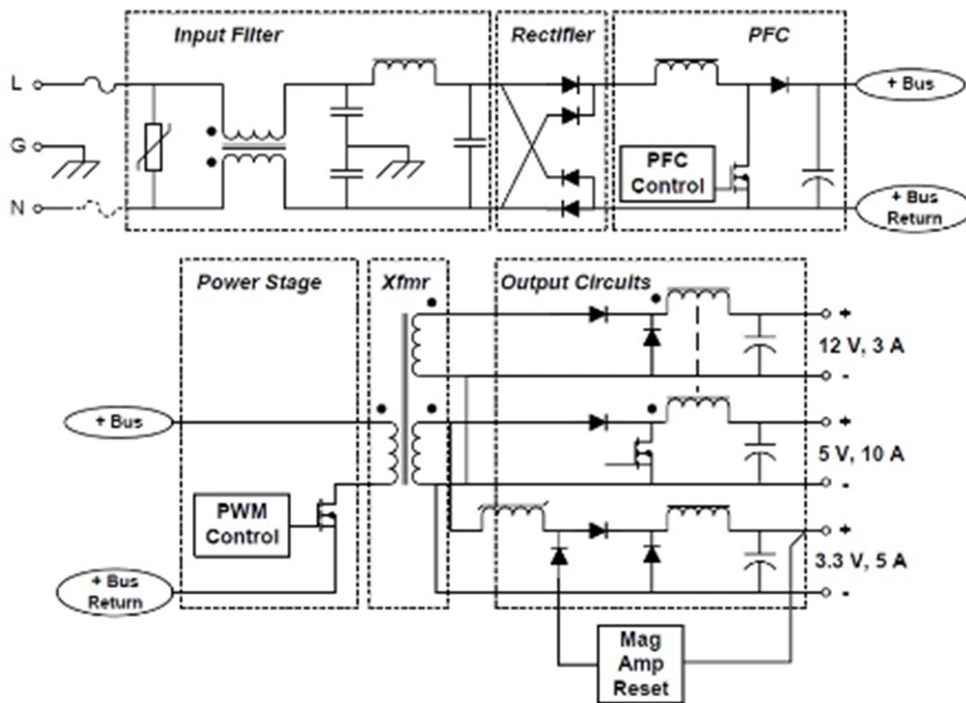 Input Filter
Rectifier
PFC
L
G
N
PFC
Control
+ Bus
+ Bus
Return
Power Stage
Xfmr
Output Circuits
+ Bus
PWM
Control
+ Bus
Return
+
12 V, 3 A
-
+
5 V, 10 A
-
+
3.3 V, 5 A
-
Mag
Amp
Reset